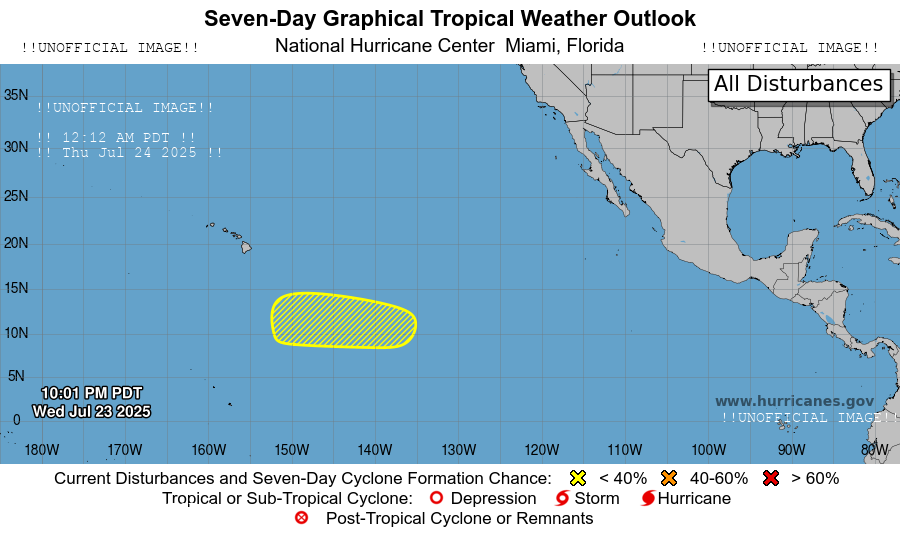 Seven-Day Graphical Tropical Weather Outlook
!!UNOFFICIAL IMAGE!! National Hurricane Center Miami, Florida !!UNOFFICIAL IMAGE!!
All Disturbances
35N
!!UNOFFICIAL IMAGE!!
!! 12:12 AM PDT !!
30N
!! Thu Jul 24 2025 !!
25N
20N
15N
10N
5N
10:01 PM PDT
Wed Jul 23 2025
www.hurricanes.gov
0
!!UNOFFICIAL IMAGE!!
180W 170W 160W 150W 140W 130W 120W 110W 100W 90W 80W
Current Disturbances and Seven-Day Cyclone Formation Chance: < 40% 40-60% > 60%
Tropical or Sub-Tropical Cyclone: Depression Storm Hurricane
Post-Tropical Cyclone or Remnants